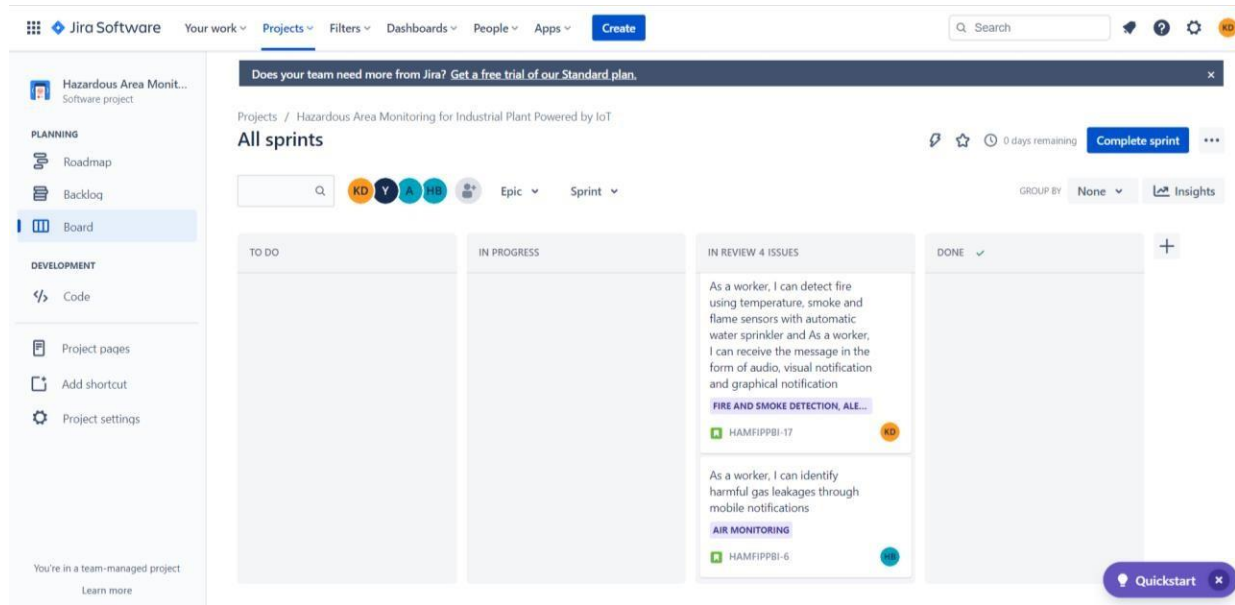 Jira Software Your work Projects Filters Dashboards People Apps Create Search KD
Hazardous Area Monit...
Software project
PLANNING
Roadmap
Backlog
Board
DEVELOPMENT
Code
Project pages
Add shortcut
Project settings
You're in a team-managed project
Learn more
Does your team need more from Jira? Get a free trial of our Standard plan.
Projects / Hazardous Area Monitoring for Industrial Plant Powered by IoT
All sprints
0 days remaining Complete sprint
KD Y A HB Epic Sprint GROUP BY None Insights
TO DO IN PROGRESS IN REVIEW 4 ISSUES DONE
As a worker, I can detect fire
using temperature, smoke and
flame sensors with automatic
water sprinkler and As a worker,
I can receive the message in the
form of audio, visual notification
and graphical notification
FIRE AND SMOKE DETECTION, ALE...
HAMFIPPBI-17 KD
As a worker, I can identify
harmful gas leakages through
mobile notifications
AIR MONITORING
HAMFIPPBI-6 HB
Quickstart